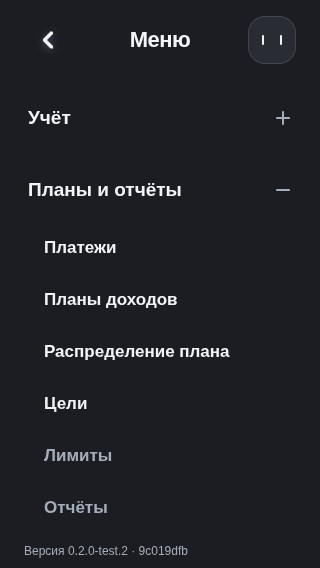 Меню
Учёт
Планы и отчёты
Платежи
Планы доходов
Распределение плана
Цели
Лимиты
Отчёты
Версия 0.2.0-test.2 · 9c019dfb